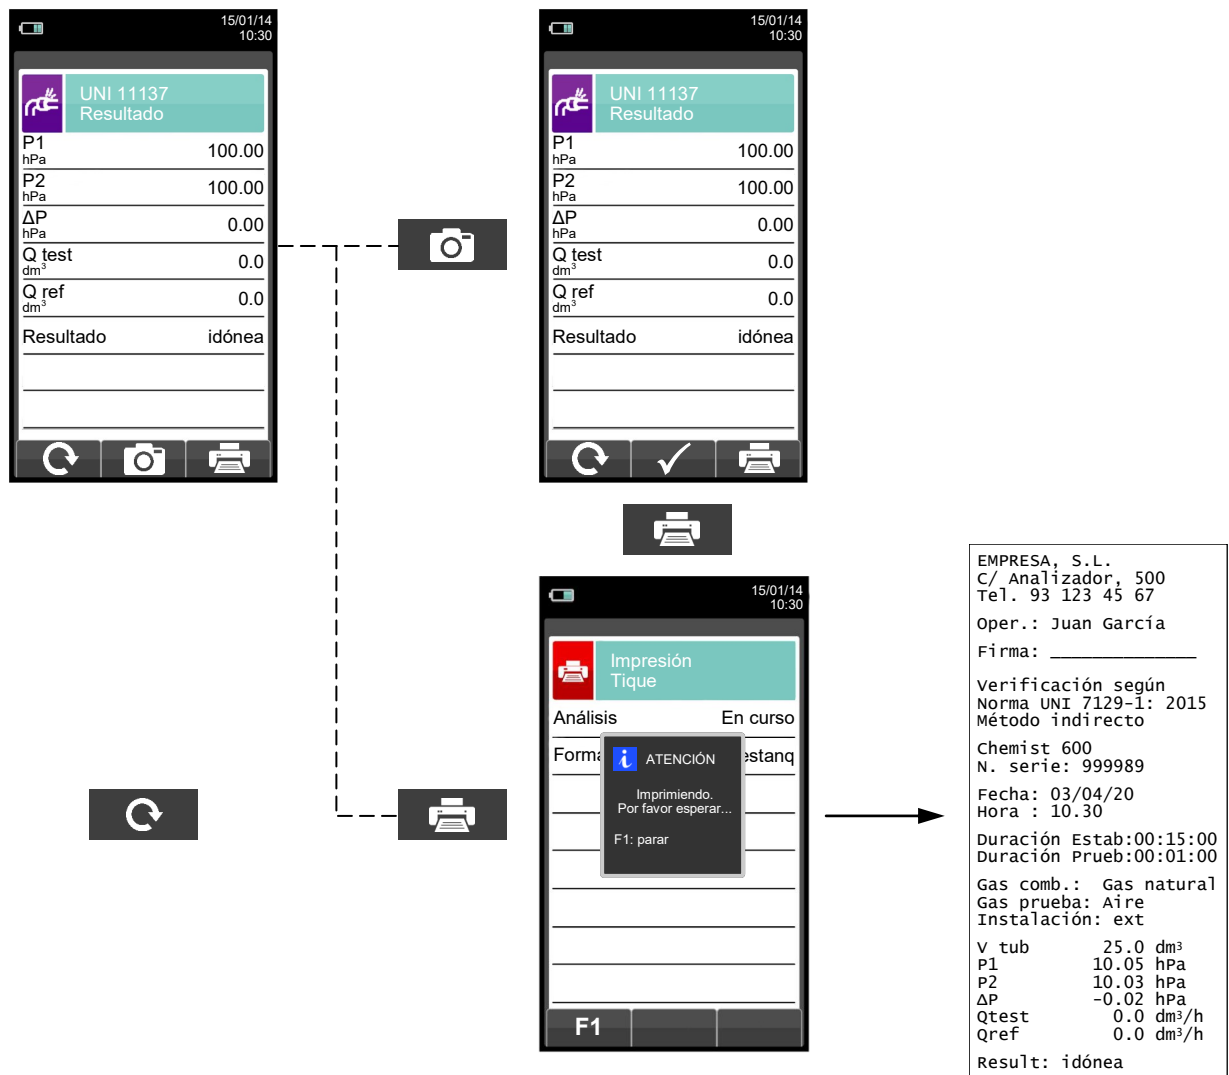 15/01/14
10:30
UNI 11137
Resultado
P1
hPa
100.00
P2
hPa
100.00
ΔP
hPa
0.00
Q test
dm³
0.0
Q ref
dm³
0.0
Resultado idónea
15/01/14
10:30
UNI 11137
Resultado
P1
hPa
100.00
P2
hPa
100.00
ΔP
hPa
0.00
Q test
dm³
0.0
Q ref
dm³
0.0
Resultado idónea
15/01/14
10:30
Impresión
Tique
Análisis En curso
Forma estanq
i ATENCIÓN
Imprimiendo.
Por favor esperar...
F1: parar
F1
EMPRESA, S.L.
C/ Analizador, 500
Tel. 93 123 45 67
Oper.: Juan García
Firma: ______________
Verificación según
Norma UNI 7129-1: 2015
Método indirecto
Chemist 600
N. serie: 999989
Fecha: 03/04/20
Hora : 10.30
Duración Estab:00:15:00
Duración Prueb:00:01:00
Gas comb.: Gas natural
Gas prueba: Aire
Instalación: ext
V tub 25.0 dm³
P1 10.05 hPa
P2 10.03 hPa
ΔP -0.02 hPa
Qtest 0.0 dm³/h
Qref 0.0 dm³/h
Result: idónea